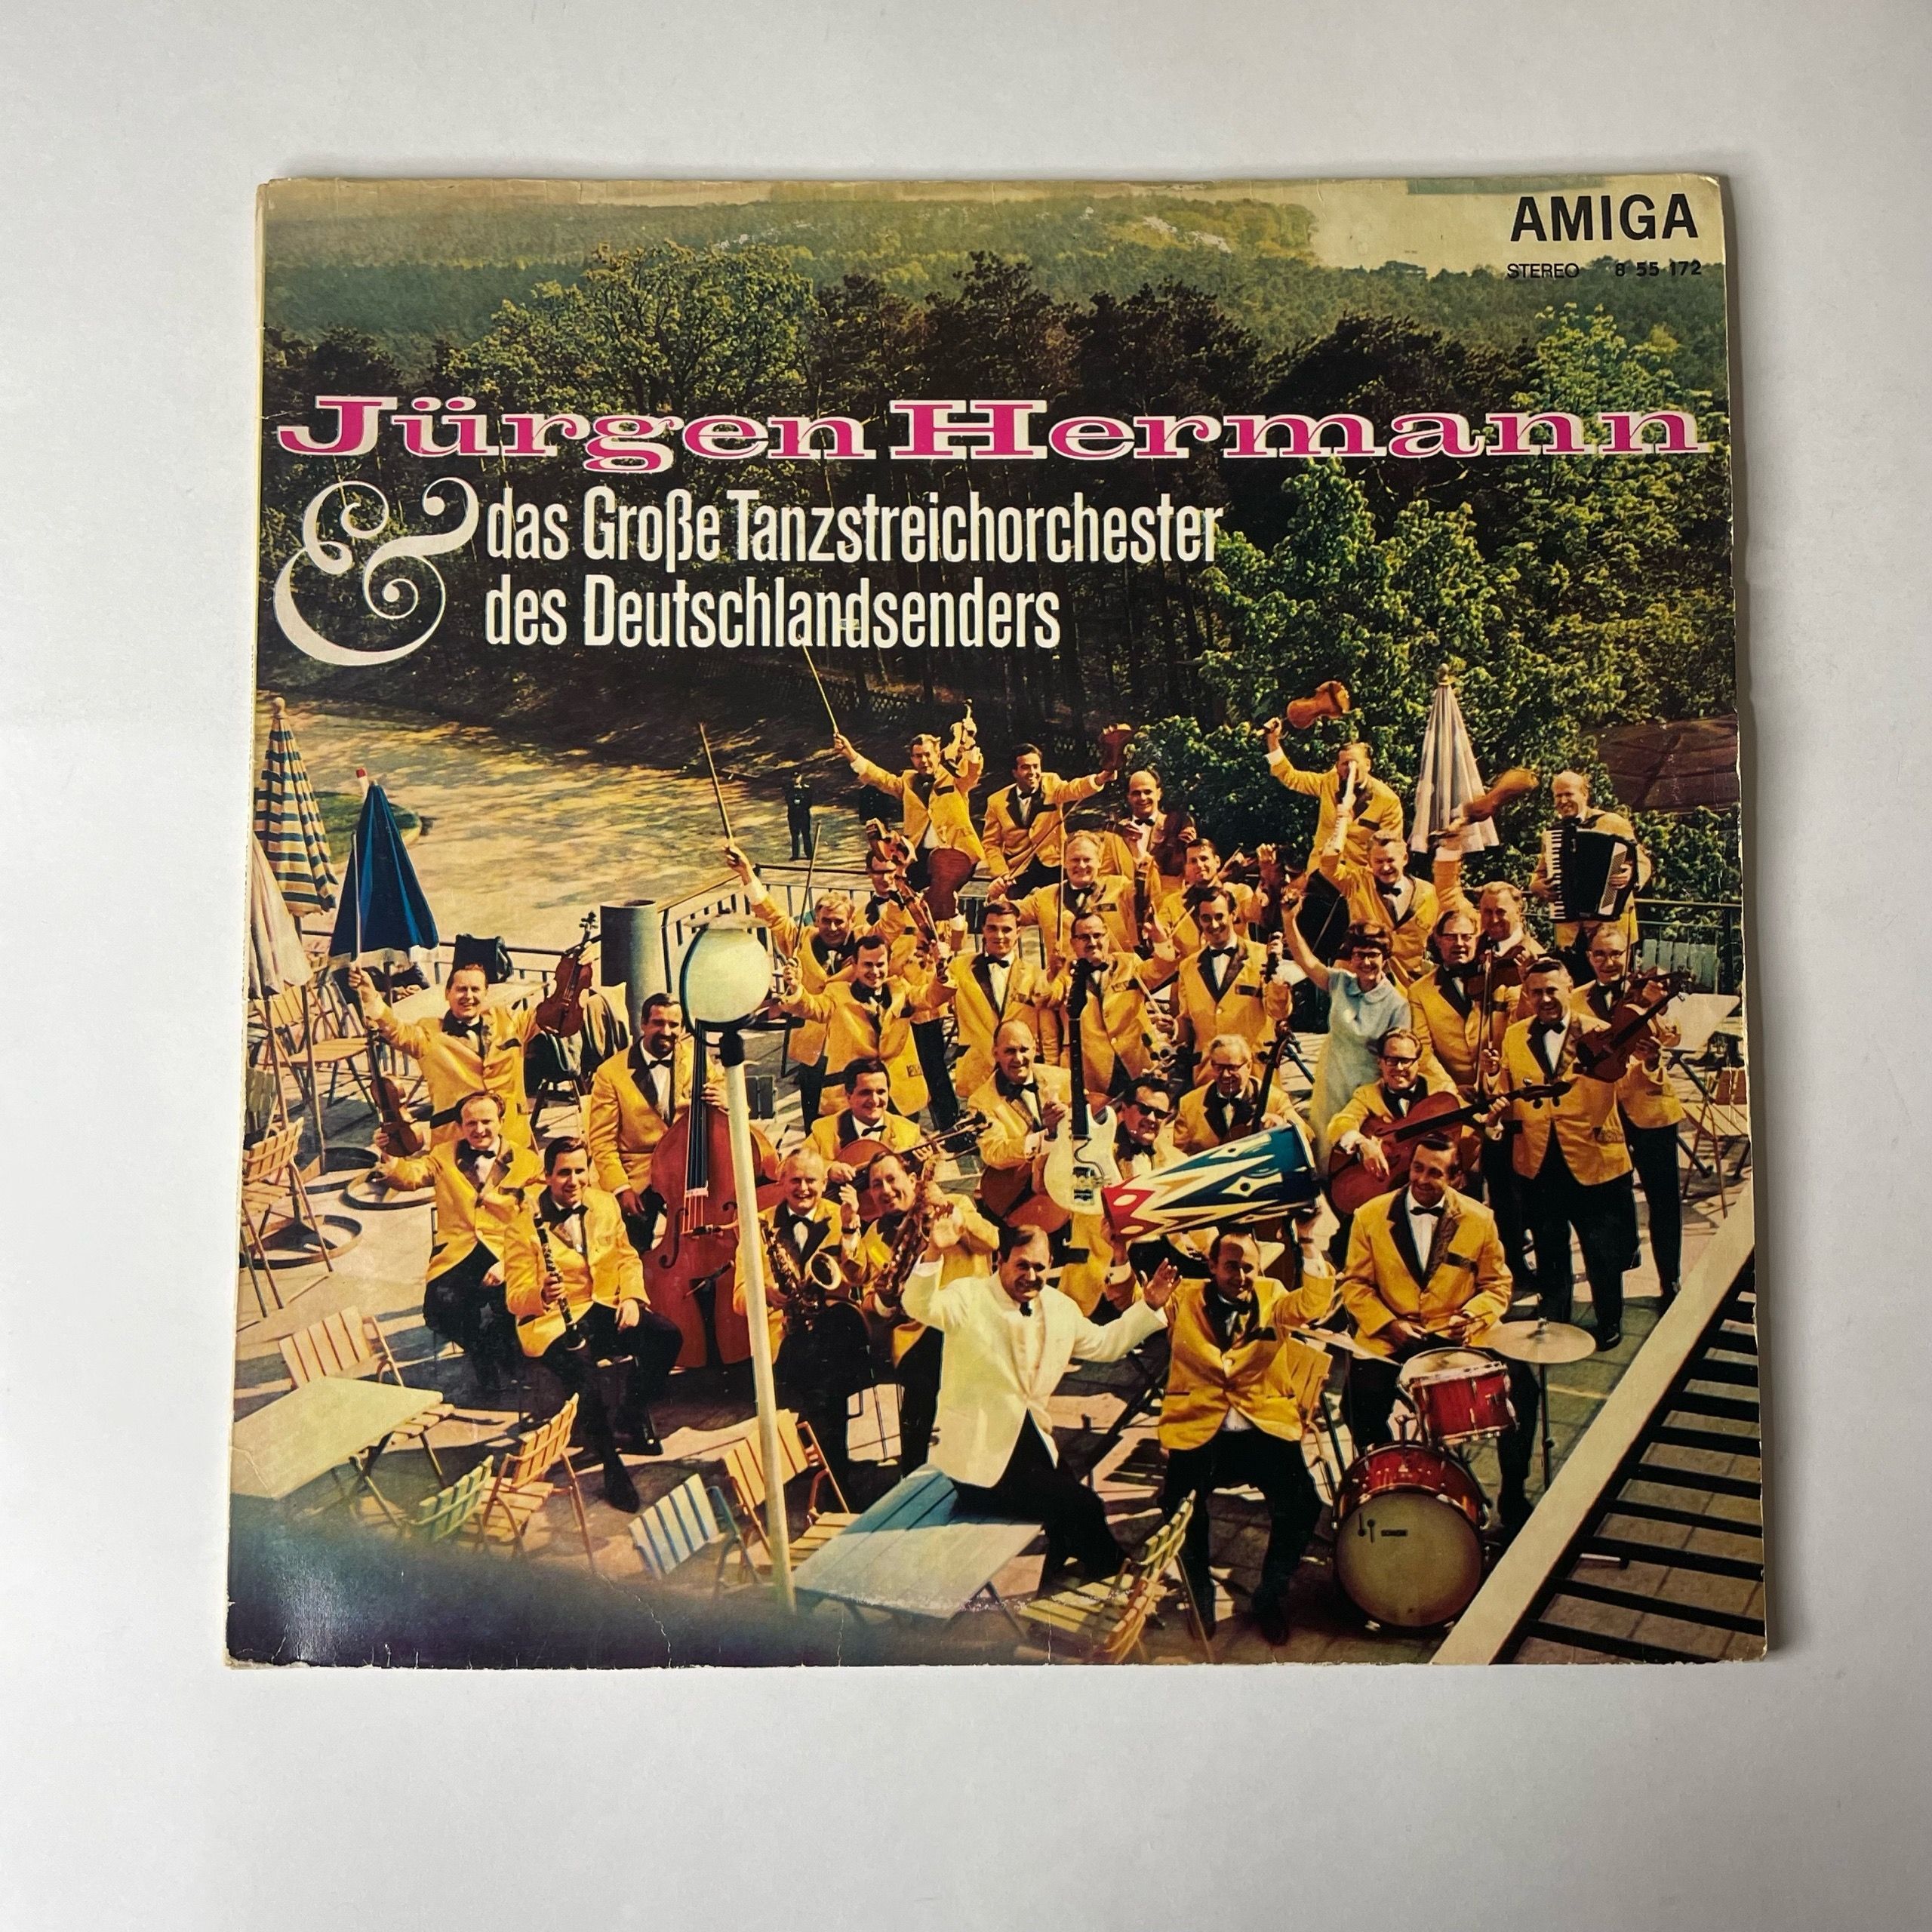 AMIGA
STEREO 8 55 172
Jürgen Hermann
& das Große Tanzstreichorchester
des Deutschlandsenders